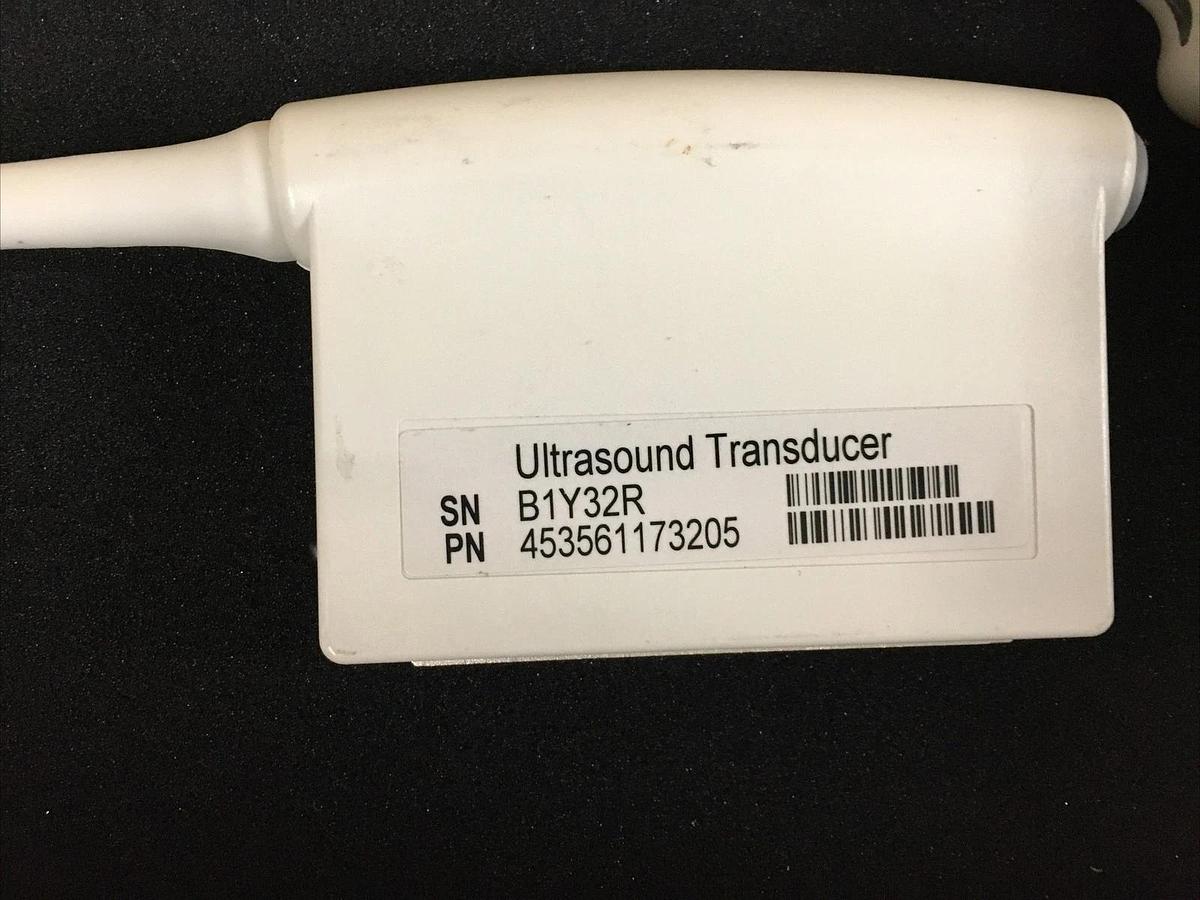 Ultrasound Transducer
SN B1Y32R
PN 453561173205